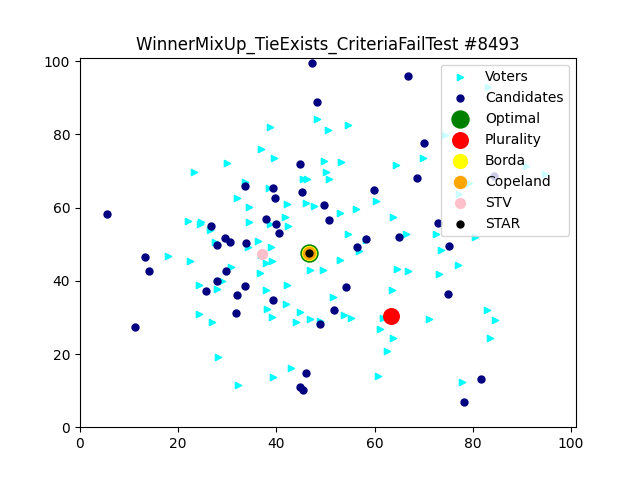 WinnerMixUp_TieExists_CriteriaFailTest #8493
100
80
60
40
20
0
0
20
40
60
80
100
Voters
Candidates
Optimal
Plurality
Borda
Copeland
STV
STAR